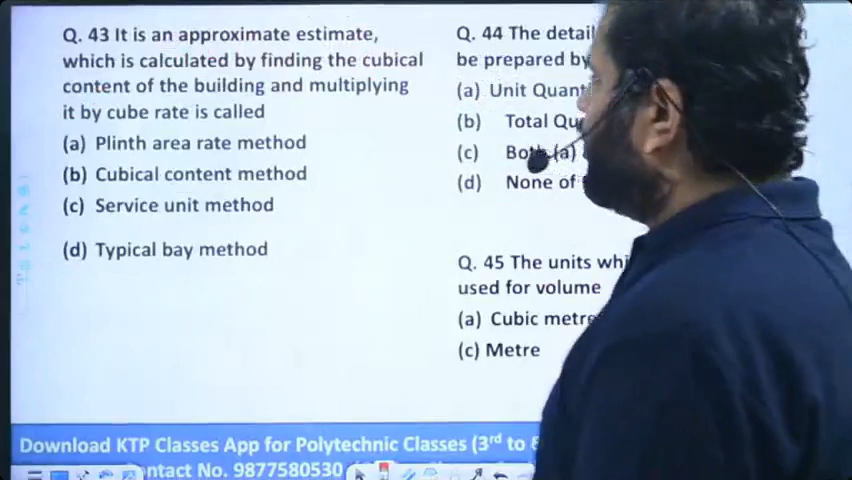 Q. 43 It is an approximate estimate,
which is calculated by finding the cubical
content of the building and multiplying
it by cube rate is called
(a) Plinth area rate method
(b) Cubical content method
(c) Service unit method
(d) Typical bay method
Q. 44 The detail
be prepared by
(a) Unit Quant
(b) Total Qu
(c) Both (a)
(d) None of
Q. 45 The units whi
used for volume
(a) Cubic metre
(c) Metre
Download KTP Classes App for Polytechnic Classes (3rd to
ontact No. 9877580530